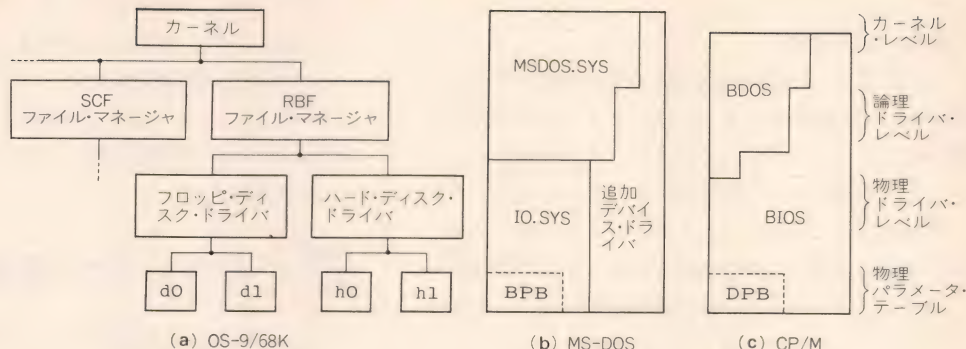 カーネル
SCF
ファイル・マネージャ
RBF
ファイル・マネージャ
フロッピ・ディ
スク・ドライバ
ハード・ディスク・
ドライバ
d0
d1
h0
h1
(a) OS-9/68K
MSDOS.SYS
IO.SYS
追加
デバイ
ス・ドラ
イバ
BPB
(b) MS-DOS
BDOS
BIOS
DPB
(c) CP/M
カーネル
・レベル
論理
ドライバ・
レベル
物理
ドライバ・
レベル
物理
パラメータ・
テーブル